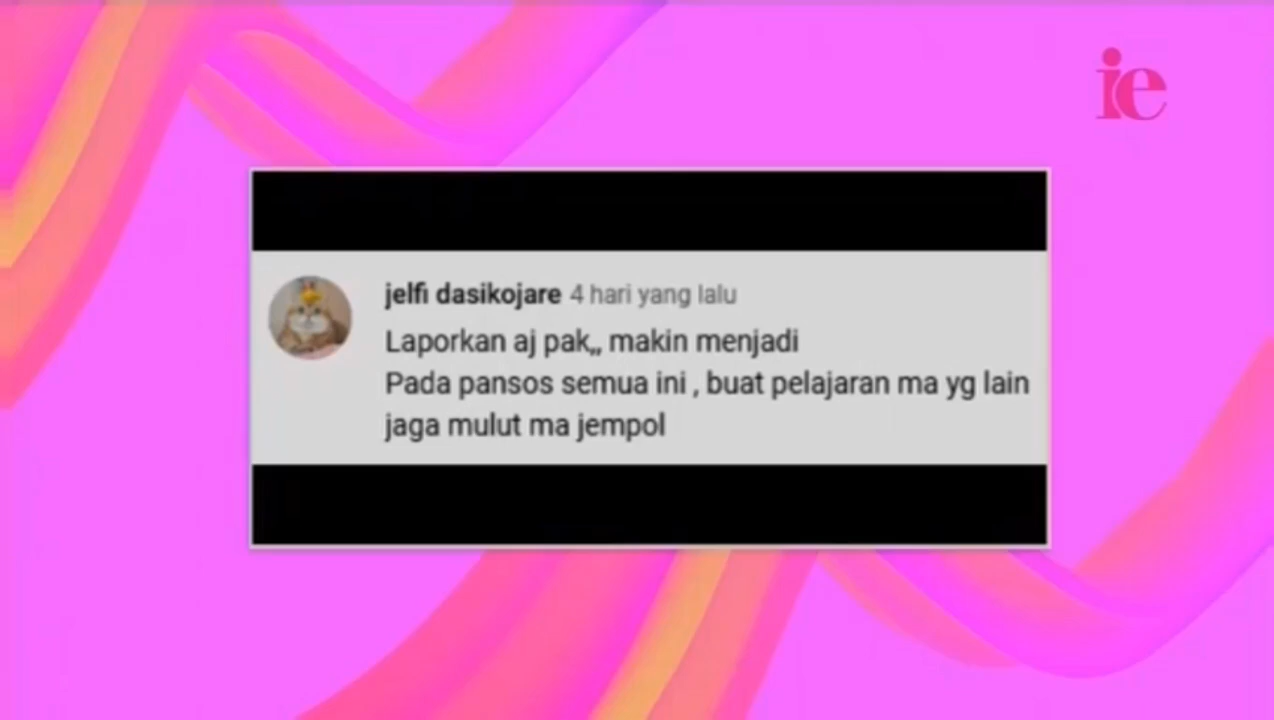 ie
jelfi dasikojare 4 hari yang lalu
Laporkan aj pak,, makin menjadi
Pada pansos semua ini , buat pelajaran ma yg lain
jaga mulut ma jempol